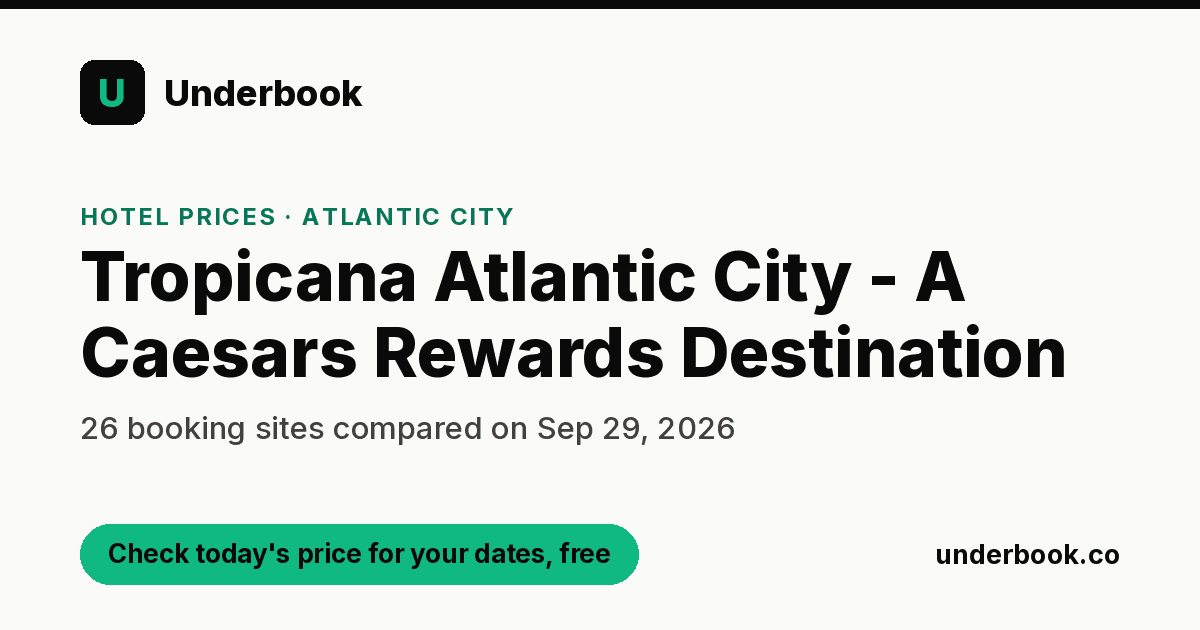 U
Underbook
HOTEL PRICES · ATLANTIC CITY
Tropicana Atlantic City - A
Caesars Rewards Destination
26 booking sites compared on Sep 29, 2026
Check today's price for your dates, free
underbook.co